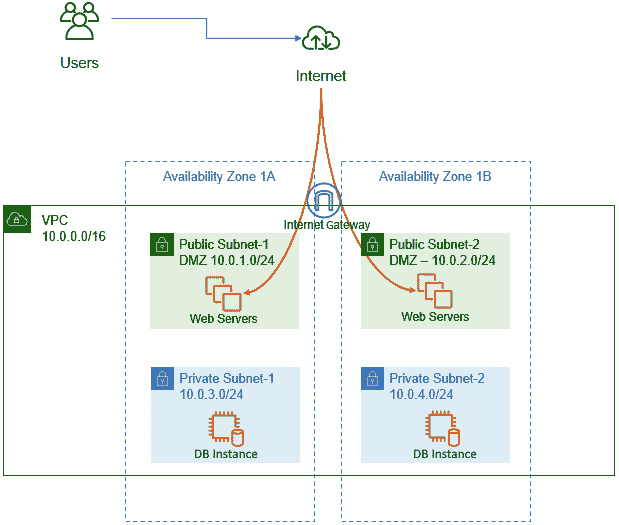 Users
Internet
Availability Zone 1A
Availability Zone 1B
VPC
10.0.0.0/16
Internet Gateway
Public Subnet-1
DMZ 10.0.1.0/24
Web Servers
Public Subnet-2
DMZ – 10.0.2.0/24
Web Servers
Private Subnet-1
10.0.3.0/24
DB Instance
Private Subnet-2
10.0.4.0/24
DB Instance